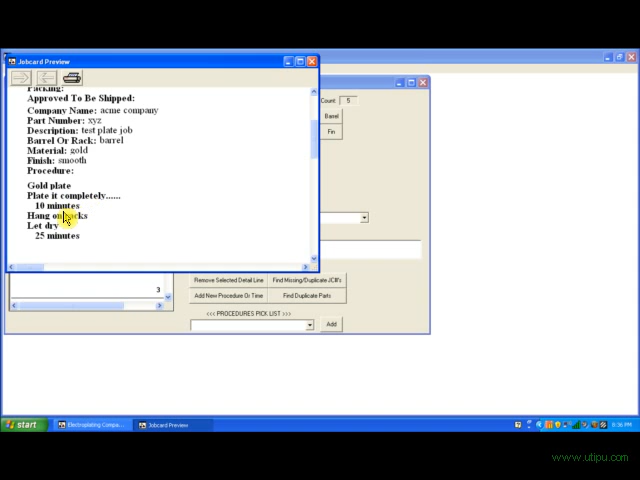 Jobcard Preview
Packing:
Approved To Be Shipped:
Company Name: acme company
Part Number: xyz
Description: test plate job
Barrel Or Rack: barrel
Material: gold
Finish: smooth
Procedure:
Gold plate
Plate it completely......
10 minutes
Hang on racks
Let dry
25 minutes
Count 5
Barrel
Fin
3
Remove Selected Detail Line
Find Missing/Duplicate JC#'s
Add New Procedure Or Time
Find Duplicate Parts
<<< PROCEDURES PICK LIST >>>
Add
start
Electroplating Compa...
Jobcard Preview
8:36 PM
www.utipu.com